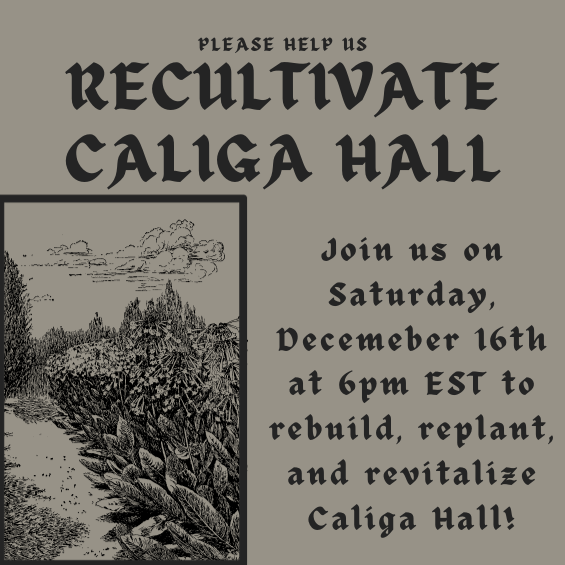 PLEASE HELP US
RECULTIVATE
CALIGA HALL
Join us on
Saturday,
Decemeber 16th
at 6pm EST to
rebuild, replant,
and revitalize
Caliga Hall!